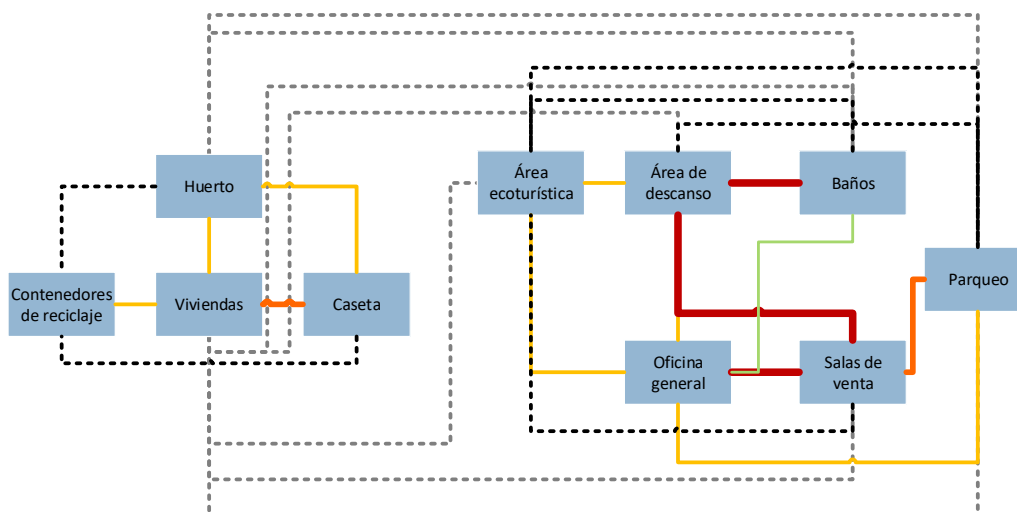 Huerto
Área
ecoturística
Área de
descanso
Baños
Contenedores
de reciclaje
Viviendas
Caseta
Parqueo
Oficina
general
Salas de
venta